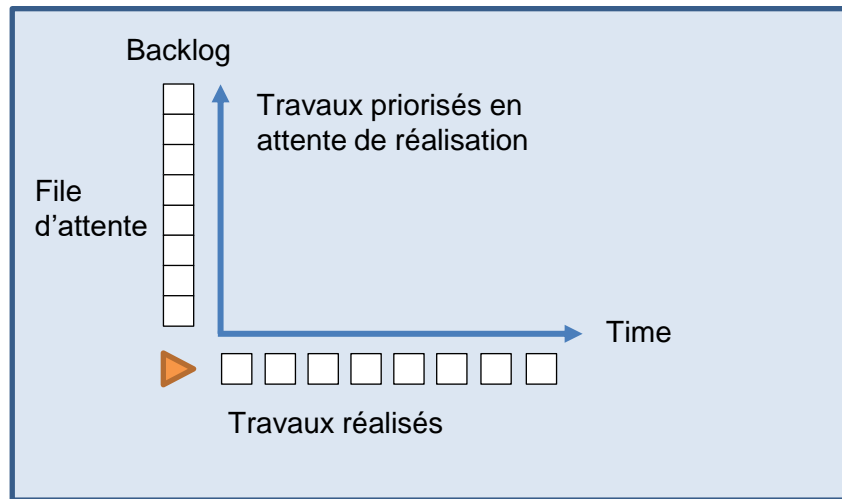 Backlog
Travaux priorisés en
attente de réalisation
File
d’attente
Time
Travaux réalisés